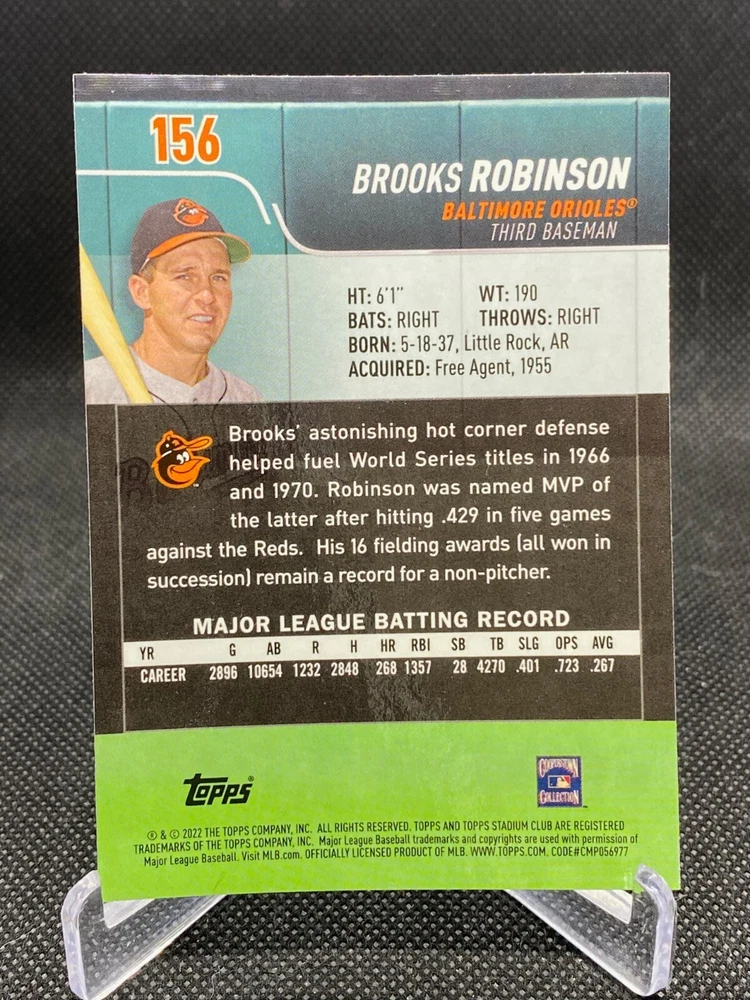 156
BROOKS ROBINSON
BALTIMORE ORIOLES®
THIRD BASEMAN
HT: 6'1" WT: 190
BATS: RIGHT THROWS: RIGHT
BORN: 5-18-37, Little Rock, AR
ACQUIRED: Free Agent, 1955
Brooks' astonishing hot corner defense
helped fuel World Series titles in 1966
and 1970. Robinson was named MVP of
the latter after hitting .429 in five games
against the Reds. His 16 fielding awards (all won in
succession) remain a record for a non-pitcher.
MAJOR LEAGUE BATTING RECORD
YR G AB R H HR RBI SB TB SLG OPS AVG
CAREER 2896 10654 1232 2848 268 1357 28 4270 .401 .723 .267
Topps®
COOPERSTOWN
COLLECTION™
® & © 2022 THE TOPPS COMPANY, INC. ALL RIGHTS RESERVED. TOPPS AND TOPPS STADIUM CLUB ARE REGISTERED
TRADEMARKS OF THE TOPPS COMPANY, INC. Major League Baseball trademarks and copyrights are used with permission of
Major League Baseball. Visit MLB.com. OFFICIALLY LICENSED PRODUCT OF MLB. WWW.TOPPS.COM. CODE#CMP056977